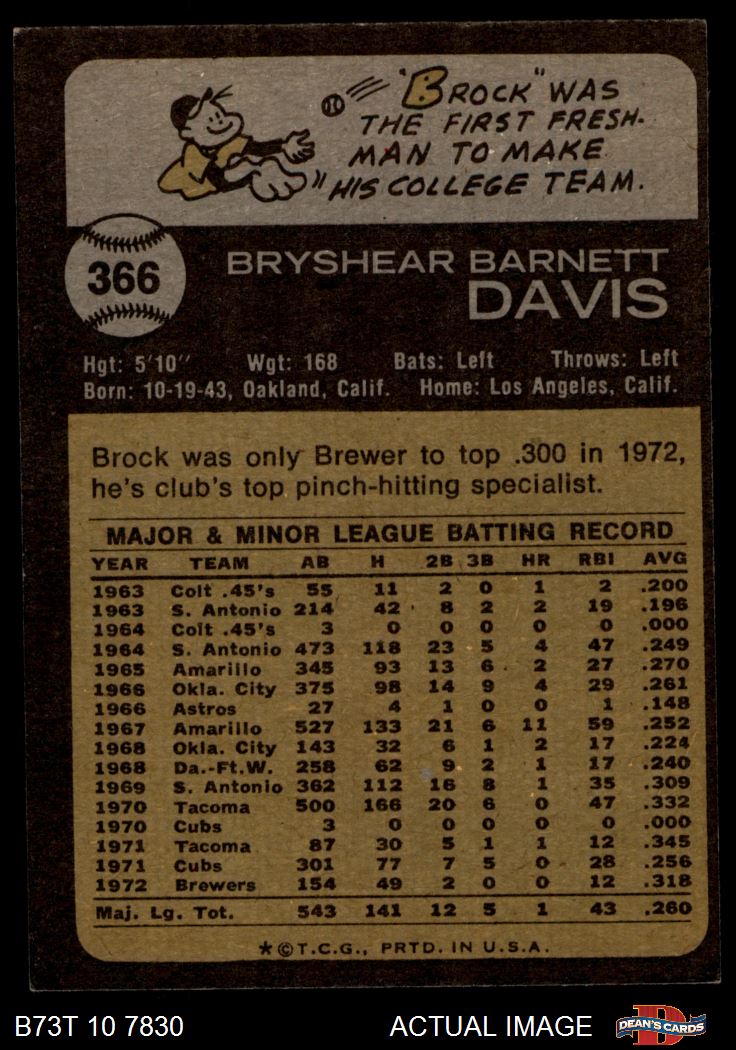 "BROCK" WAS
THE FIRST FRESH-
MAN TO MAKE
HIS COLLEGE TEAM.
366
BRYSHEAR BARNETT
DAVIS
Hgt: 5'10" Wgt: 168 Bats: Left Throws: Left
Born: 10-19-43, Oakland, Calif. Home: Los Angeles, Calif.
Brock was only Brewer to top .300 in 1972,
he's club's top pinch-hitting specialist.
MAJOR & MINOR LEAGUE BATTING RECORD
YEAR TEAM AB H 2B 3B HR RBI AVG
1963 Colt .45's 55 11 2 0 1 2 .200
1963 S. Antonio 214 42 8 2 2 19 .196
1964 Colt .45's 3 0 0 0 0 0 .000
1964 S. Antonio 473 118 23 5 4 47 .249
1965 Amarillo 345 93 13 6 2 27 .270
1966 Okla. City 375 98 14 9 4 29 .261
1966 Astros 27 4 1 0 0 1 .148
1967 Amarillo 527 133 21 6 11 59 .252
1968 Okla. City 143 32 6 1 2 17 .224
1968 Da.-Ft.W. 258 62 9 2 1 17 .240
1969 S. Antonio 362 112 16 8 1 35 .309
1970 Tacoma 500 166 20 6 0 47 .332
1970 Cubs 3 0 0 0 0 0 .000
1971 Tacoma 87 30 5 1 1 12 .345
1971 Cubs 301 77 7 5 0 28 .256
1972 Brewers 154 49 2 0 0 12 .318
Maj. Lg. Tot. 543 141 12 5 1 43 .260
*©T.C.G., PRTD. IN U.S.A.
B73T 10 7830 ACTUAL IMAGE D DEAN'S CARDS